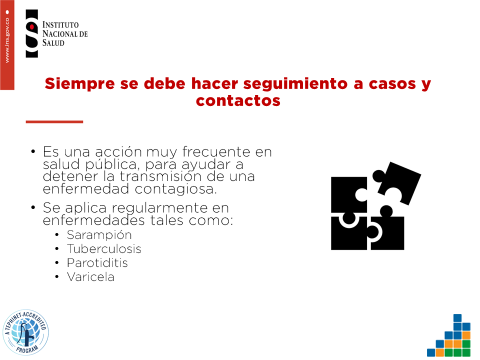 www.ins.gov.co
INSTITUTO
NACIONAL DE
SALUD
Siempre se debe hacer seguimiento a casos y
contactos
• Es una acción muy frecuente en
salud pública, para ayudar a
detener la transmisión de una
enfermedad contagiosa.
• Se aplica regularmente en
enfermedades tales como:
• Sarampión
• Tuberculosis
• Parotiditis
• Varicela
A TEPHINET ACCREDITED
PROGRAM